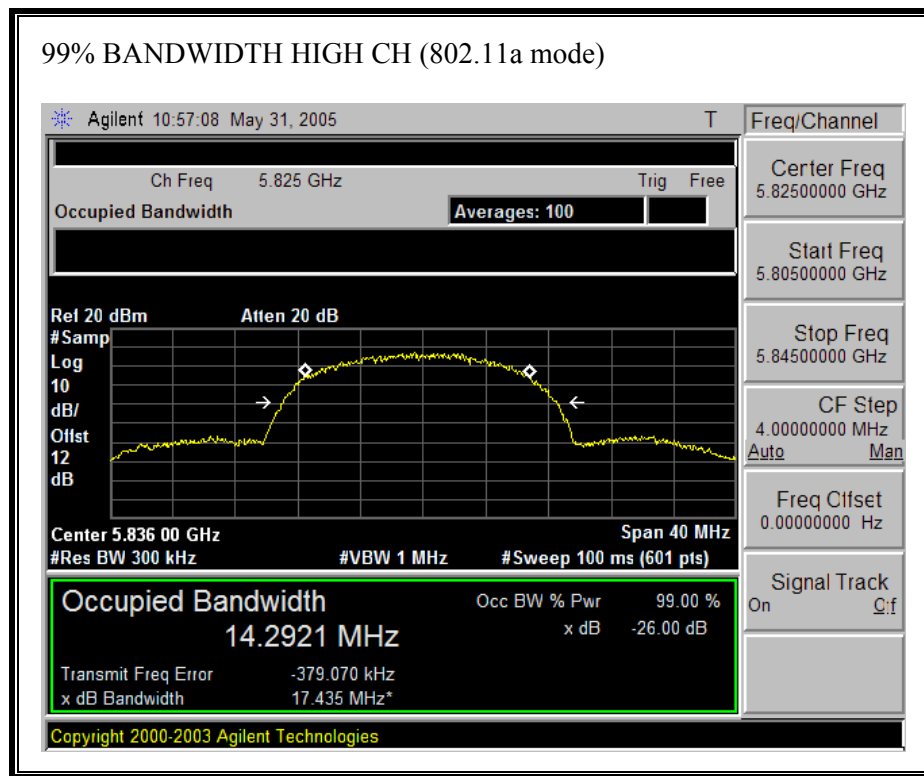 99% BANDWIDTH HIGH CH (802.11a mode)
Agilent 10:57:08 May 31, 2005 T
Freq/Channel
Ch Freq 5.825 GHz Trig Free
Occupied Bandwidth Averages: 100
Center Freq
5.82500000 GHz
Start Freq
5.80500000 GHz
Stop Freq
5.84500000 GHz
CF Step
4.00000000 MHz
Auto Man
Freq Offset
0.00000000 Hz
Signal Track
On Off
Ref 20 dBm Atten 20 dB
#Samp
Log
10
dB/
Offst
12
dB
Center 5.836 00 GHz Span 40 MHz
#Res BW 300 kHz #VBW 1 MHz #Sweep 100 ms (601 pts)
Occupied Bandwidth Occ BW % Pwr 99.00 %
14.2921 MHz x dB -26.00 dB
Transmit Freq Error -379.070 kHz
x dB Bandwidth 17.435 MHz*
Copyright 2000-2003 Agilent Technologies